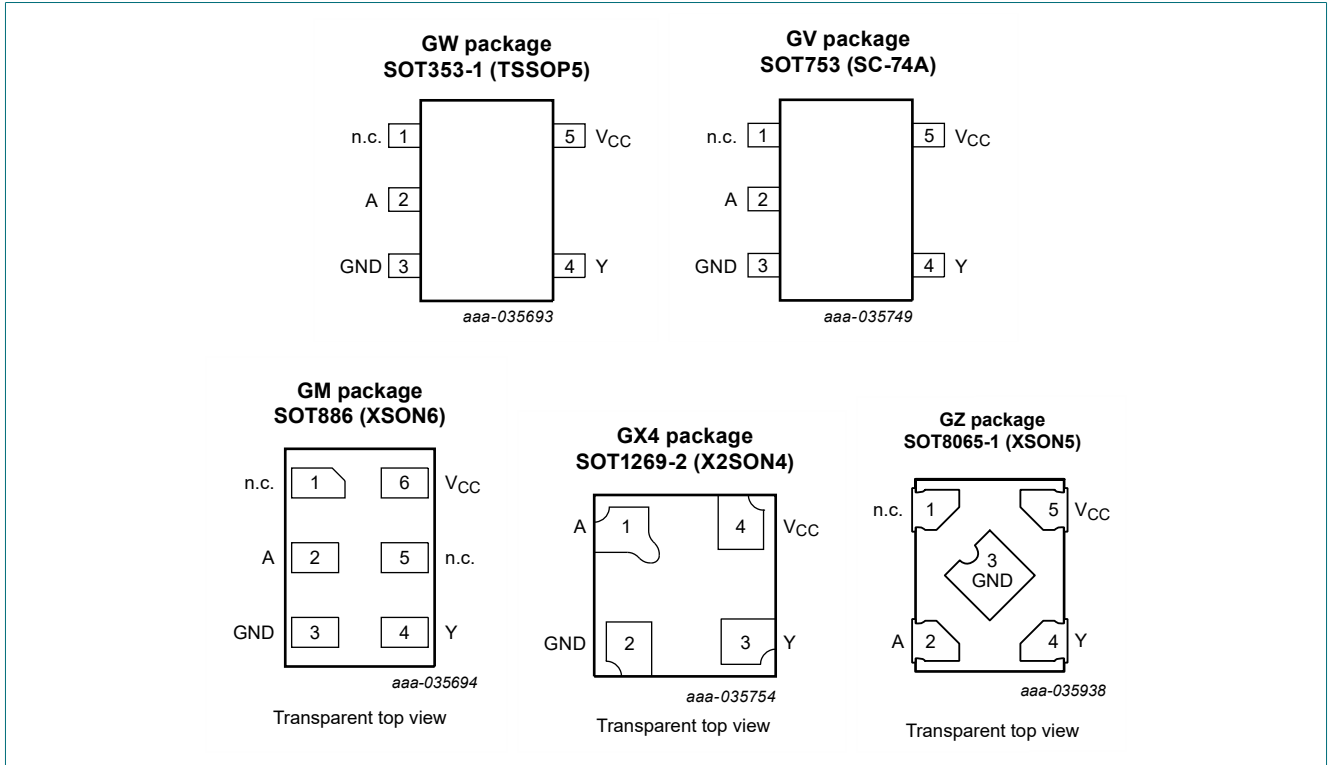 GW package
SOT353-1 (TSSOP5)
n.c. 1
5 VCC
A 2
GND 3
4 Y
aaa-035693
GV package
SOT753 (SC-74A)
n.c. 1
5 VCC
A 2
GND 3
4 Y
aaa-035749
GM package
SOT886 (XSON6)
n.c. 1
6 VCC
A 2
5 n.c.
GND 3
4 Y
aaa-035694
Transparent top view
GX4 package
SOT1269-2 (X2SON4)
A 1
4 VCC
GND 2
3 Y
aaa-035754
Transparent top view
GZ package
SOT8065-1 (XSON5)
n.c. 1
5 VCC
3
GND
A 2
4 Y
aaa-035938
Transparent top view